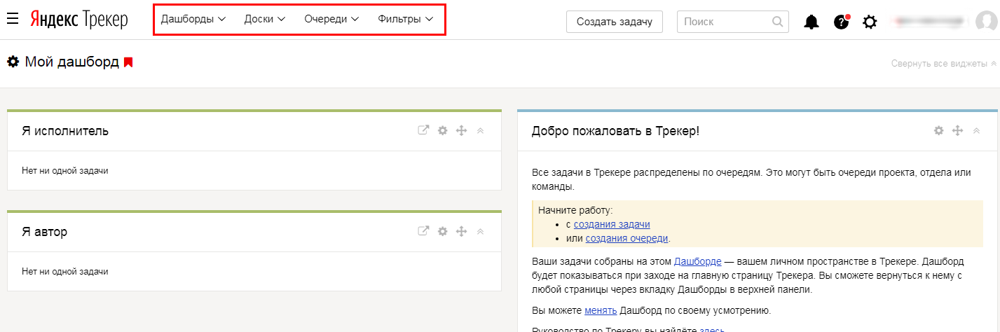 Яндекс Трекер Дашборды Доски Очереди Фильтры Создать задачу Поиск
Мой дашборд Свернуть все виджеты
Я исполнитель
Нет ни одной задачи
Я автор
Нет ни одной задачи
Добро пожаловать в Трекер!
Все задачи в Трекере распределены по очередям. Это могут быть очереди проекта, отдела или
команды.
Начните работу:
• с создания задачи
• или создания очереди.
Ваши задачи собраны на этом Дашборде — вашем личном пространстве в Трекере. Дашборд
будет показываться при заходе на главную страницу Трекера. Вы сможете вернуться к нему с
любой страницы через вкладку Дашборды в верхней панели.
Вы можете менять Дашборд по своему усмотрению.
Руководство по Трекеру вы найдёте здесь